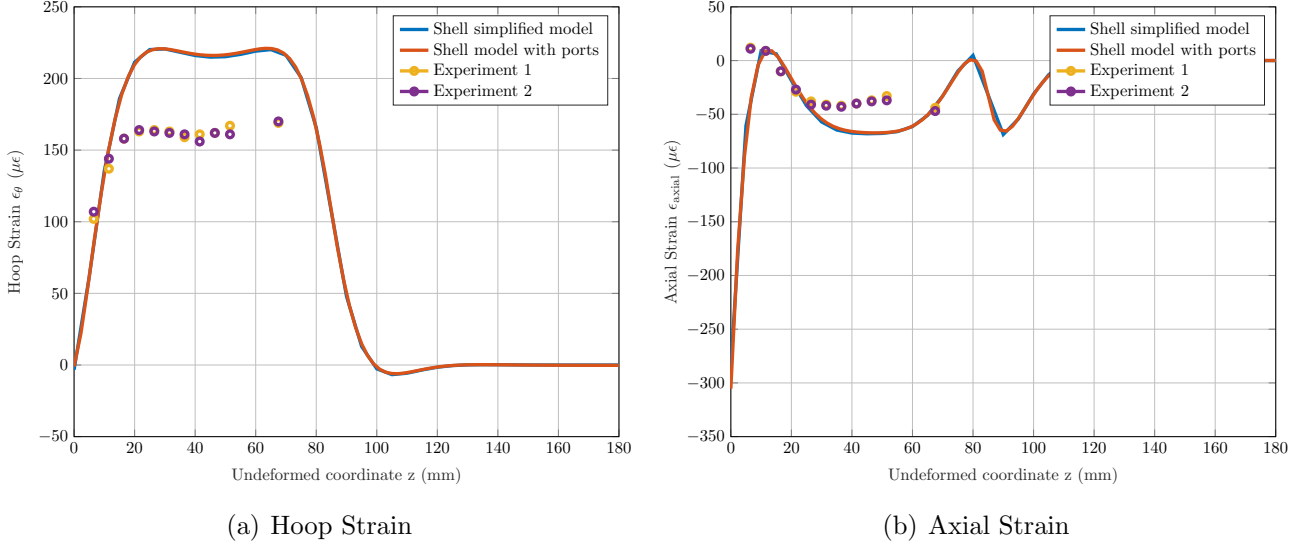 Shell simplified model
Shell model with ports
Experiment 1
Experiment 2
250
200
150
100
50
0
−50
0 20 40 60 80 100 120 140 160 180
Hoop Strain ϵθ (μϵ)
Undeformed coordinate z (mm)
(a) Hoop Strain
Shell simplified model
Shell model with ports
Experiment 1
Experiment 2
50
0
−50
−100
−150
−200
−250
−300
−350
0 20 40 60 80 100 120 140 160 180
Axial Strain ϵaxial (μϵ)
Undeformed coordinate z (mm)
(b) Axial Strain